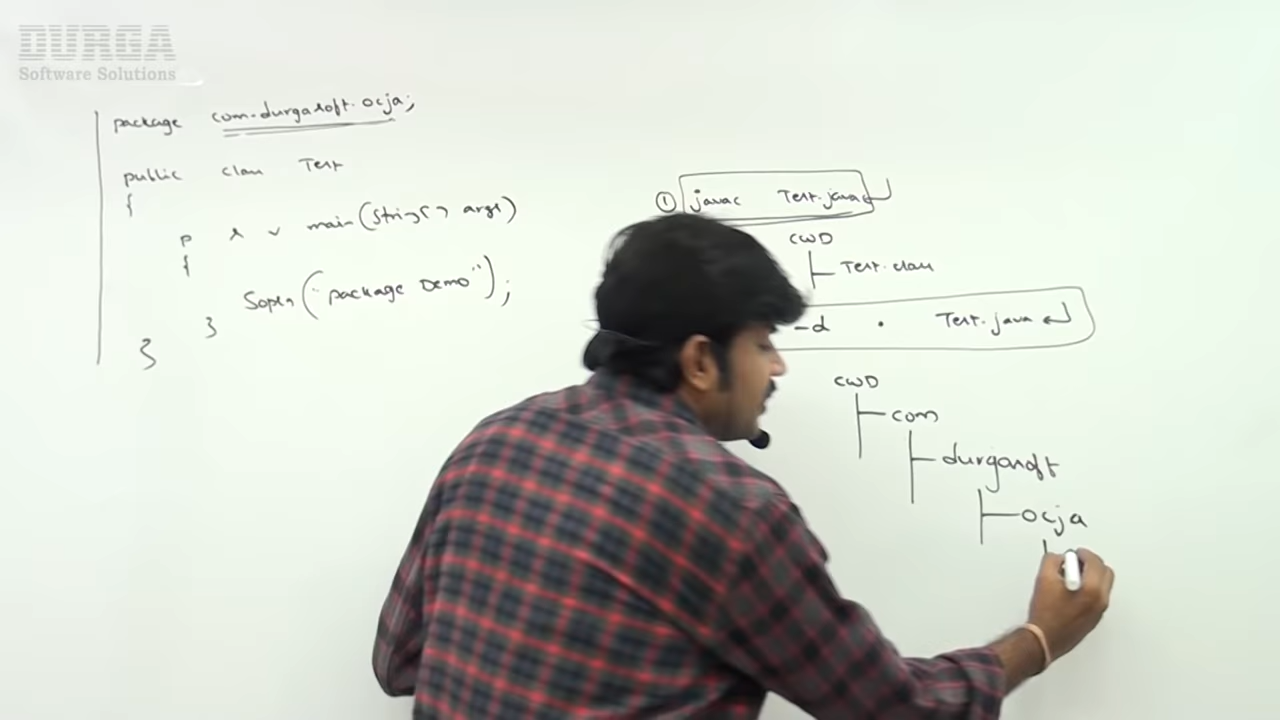 DURGA
Software Solutions
package com.durgasoft.ocja;
public class Test
{
p s v main(String[] args)
{
Sopln("package Demo");
}
}
① javac Test.java
CWD
Test.class
-d . Test.java
CWD
com
durgasoft
ocja